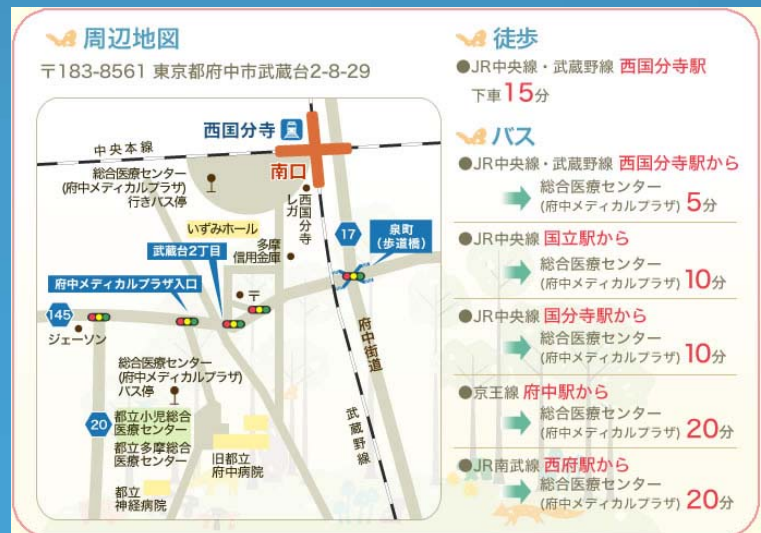 周辺地図
〒183-8561 東京都府中市武蔵台2-8-29
中央本線
西国分寺
南口
総合医療センター
(府中メディカルプラザ)
行きバス停
西国分寺
レガ
いずみホール
武蔵台2丁目
多摩
信用金庫
17
泉町
(歩道橋)
府中メディカルプラザ入口
〒
145
ジェーソン
府中街道
総合医療センター
(府中メディカルプラザ)
バス停
武蔵野線
20
都立小児総合
医療センター
都立多摩総合
医療センター
旧都立
府中病院
都立
神経病院
徒歩
●JR中央線・武蔵野線 西国分寺駅
下車15分
バス
●JR中央線・武蔵野線 西国分寺駅から
総合医療センター
(府中メディカルプラザ) 5分
●JR中央線 国立駅から
総合医療センター
(府中メディカルプラザ) 10分
●JR中央線 国分寺駅から
総合医療センター
(府中メディカルプラザ) 10分
●京王線 府中駅から
総合医療センター
(府中メディカルプラザ) 20分
●JR南武線 西府駅から
総合医療センター
(府中メディカルプラザ) 20分